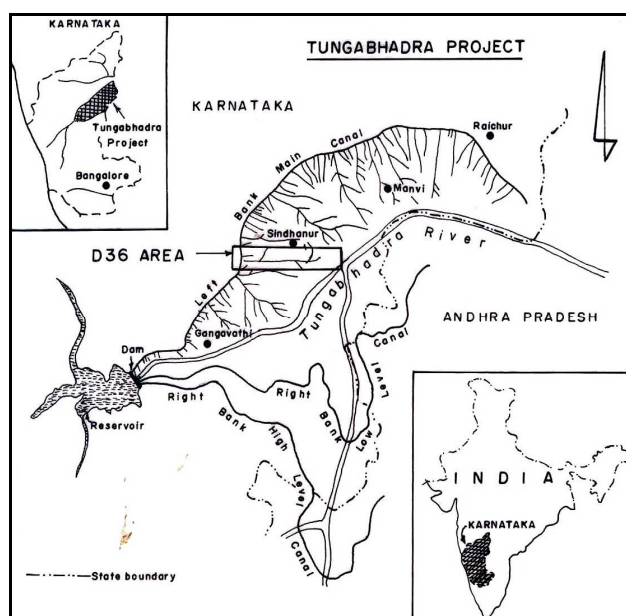 KARNATAKA
Tungabhadra
Project
Bangalore
TUNGABHADRA PROJECT
KARNATAKA
Raichur
Left Bank Main Canal
Manvi
Sindhanur
D36 AREA
Tungabhadra River
Gangavathi
ANDHRA PRADESH
Dam
Reservoir
Right Bank High Level Canal
Right Bank Low Level Canal
INDIA
KARNATAKA
State boundary